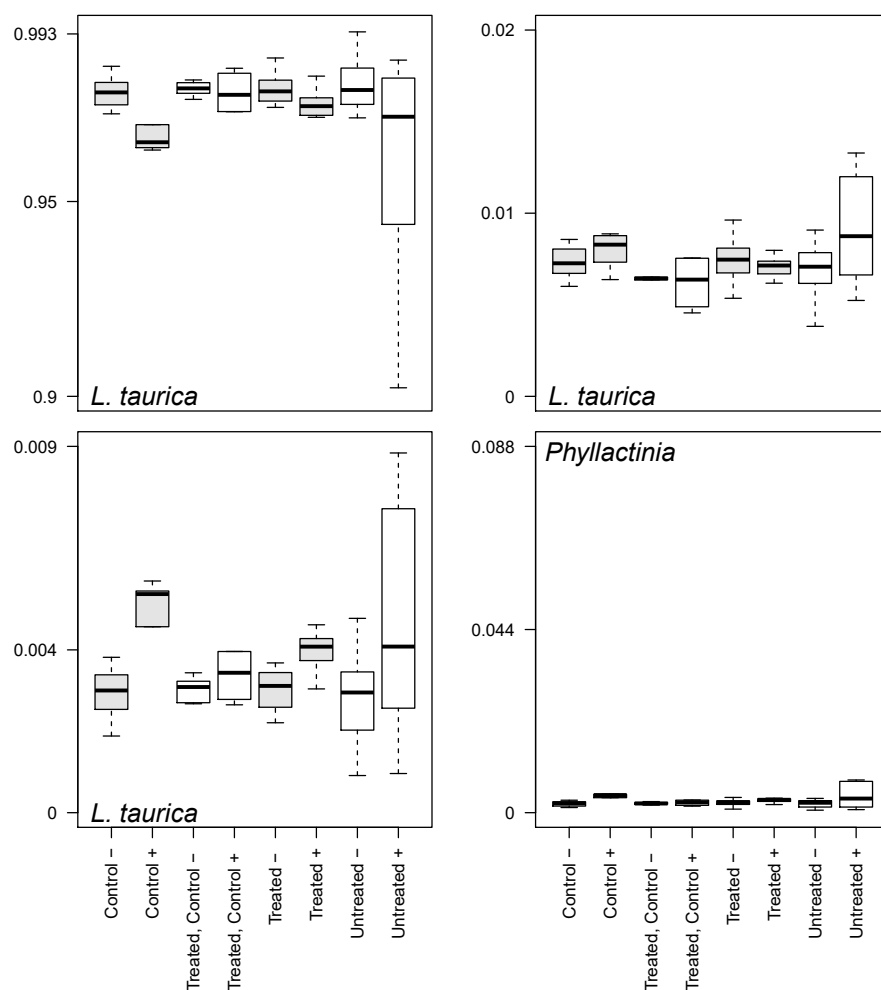 0.993
0.95
0.9
L. taurica
0.02
0.01
0
L. taurica
0.009
0.004
0
L. taurica
Phyllactinia
0.088
0.044
0
Control −
Control +
Treated, Control −
Treated, Control +
Treated −
Treated +
Untreated −
Untreated +
Control −
Control +
Treated, Control −
Treated, Control +
Treated −
Treated +
Untreated −
Untreated +